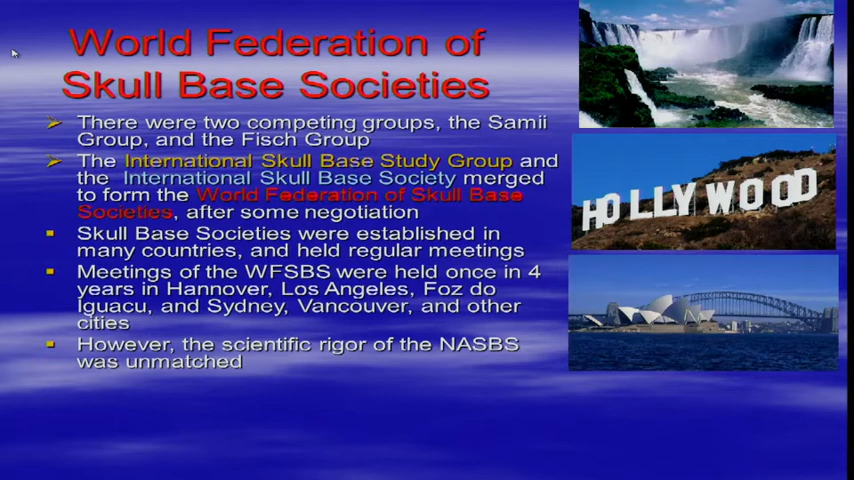 World Federation of
Skull Base Societies
There were two competing groups, the Samii
Group, and the Fisch Group
The International Skull Base Study Group and
the International Skull Base Society merged
to form the World Federation of Skull Base
Societies, after some negotiation
Skull Base Societies were established in
many countries, and held regular meetings
Meetings of the WFSBS were held once in 4
years in Hannover, Los Angeles, Foz do
Iguacu, and Sydney, Vancouver, and other
cities
However, the scientific rigor of the NASBS
was unmatched
HOLLYWOOD